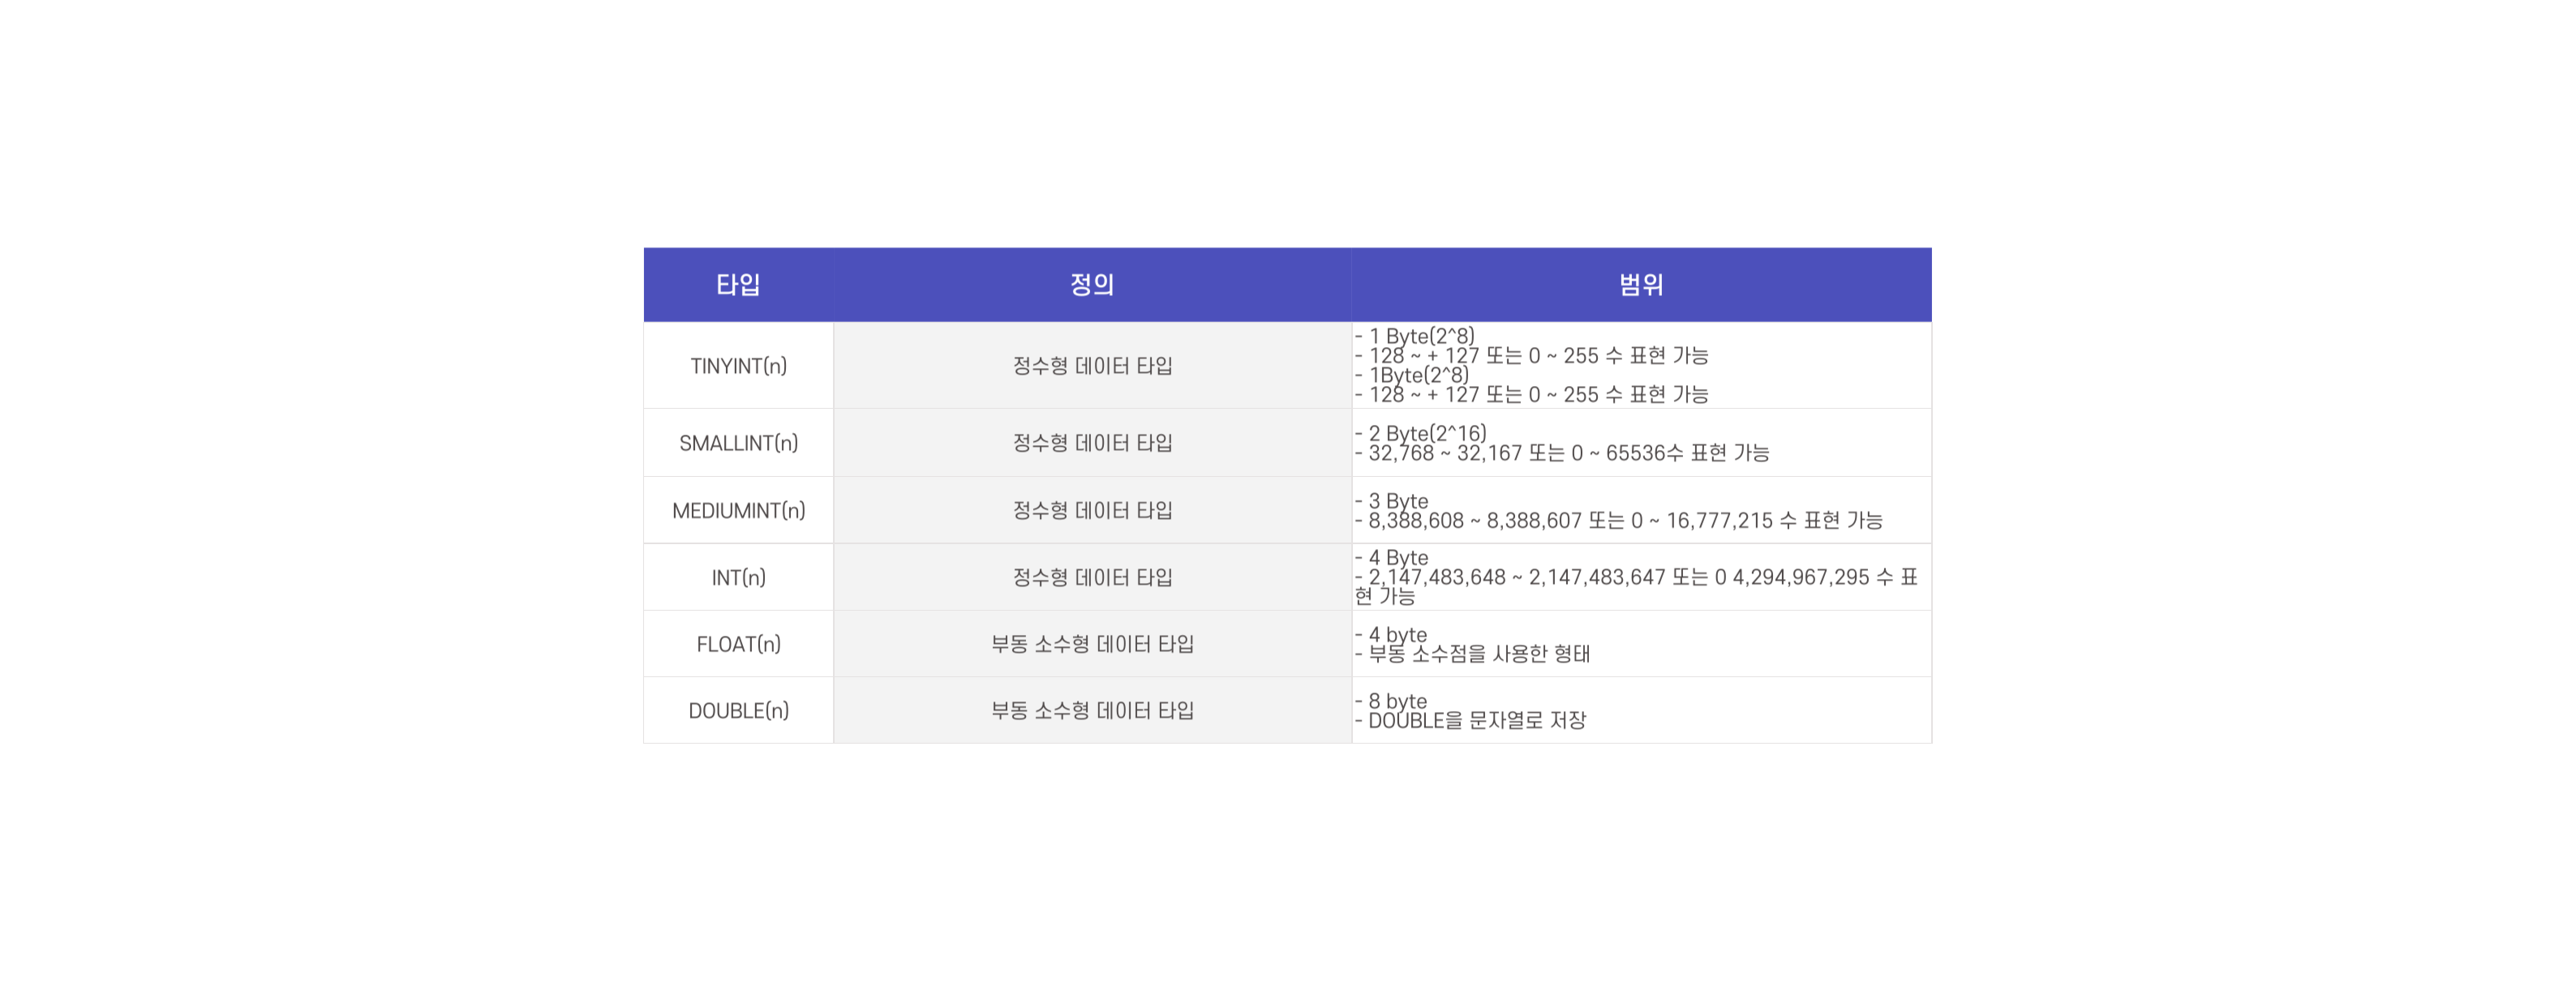 타입 정의 범위
TINYINT(n) 정수형 데이터 타입
- 1 Byte(2^8)
- 128 ~ + 127 또는 0 ~ 255 수 표현 가능
- 1Byte(2^8)
- 128 ~ + 127 또는 0 ~ 255 수 표현 가능
SMALLINT(n) 정수형 데이터 타입
- 2 Byte(2^16)
- 32,768 ~ 32,167 또는 0 ~ 65536수 표현 가능
MEDIUMINT(n) 정수형 데이터 타입
- 3 Byte
- 8,388,608 ~ 8,388,607 또는 0 ~ 16,777,215 수 표현 가능
INT(n) 정수형 데이터 타입
- 4 Byte
- 2,147,483,648 ~ 2,147,483,647 또는 0 4,294,967,295 수 표
현 가능
FLOAT(n) 부동 소수형 데이터 타입
- 4 byte
- 부동 소수점을 사용한 형태
DOUBLE(n) 부동 소수형 데이터 타입
- 8 byte
- DOUBLE을 문자열로 저장